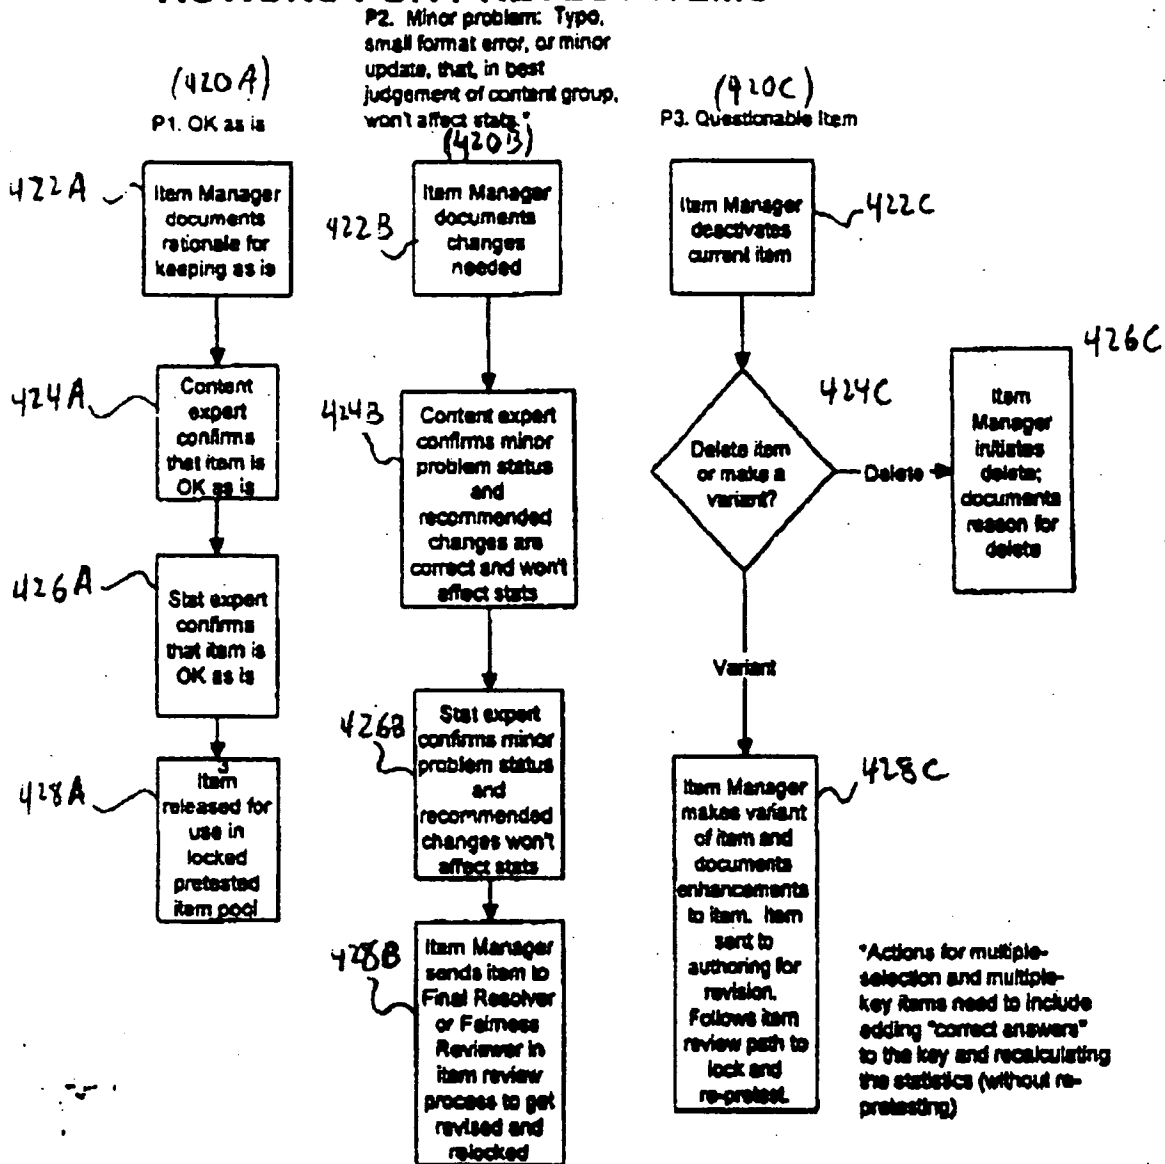 P2. Minor problem: Typo,
small format error, or minor
update, that, in best
judgement of content group,
won't affect stats.*
(420A)
P1. OK as is
(420B)
(420C)
P3. Questionable Item
422A
Item Manager
documents
rationale for
keeping as is
422B
Item Manager
documents
changes
needed
Item Manager
deactivates
current item
422C
424A
Content
expert
confirms
that item is
OK as is
424B
Content expert
confirms minor
problem status
and
recommended
changes are
correct and won't
affect stats
424C
Delete item
or make a
variant?
Delete
426C
Item
Manager
initiates
delete;
documents
reason for
delete
426A
Stat expert
confirms
that item is
OK as is
426B
Stat expert
confirms minor
problem status
and
recommended
changes won't
affect stats
Variant
428A
3
Item
released for
use in
locked
pretested
item pool
428B
Item Manager
sends item to
Final Resolver
or Fairness
Reviewer in
item review
process to get
revised and
relocked
428C
Item Manager
makes variant
of item and
documents
enhancements
to item. Item
sent to
authoring for
revision.
Follows item
review path to
lock and
re-pretest.
*Actions for multiple-
selection and multiple-
key items need to include
adding "correct answers"
to the key and recalculating
the statistics (without re-
pretesting)